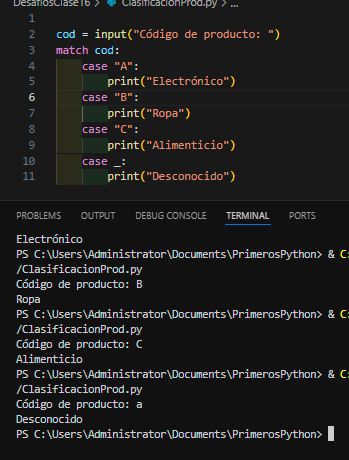 DesafiosClase16 > ClasificacionProd.py > ...
1
2 cod = input("Código de producto: ")
3 match cod:
4 case "A":
5 print("Electrónico")
6 case "B":
7 print("Ropa")
8 case "C":
9 print("Alimenticio")
10 case _:
11 print("Desconocido")
PROBLEMS OUTPUT DEBUG CONSOLE TERMINAL PORTS
Electrónico
PS C:\Users\Administrator\Documents\PrimerosPython> & C:
/ClasificacionProd.py
Código de producto: B
Ropa
PS C:\Users\Administrator\Documents\PrimerosPython> & C:
/ClasificacionProd.py
Código de producto: C
Alimenticio
PS C:\Users\Administrator\Documents\PrimerosPython> & C:
/ClasificacionProd.py
Código de producto: a
Desconocido
PS C:\Users\Administrator\Documents\PrimerosPython>